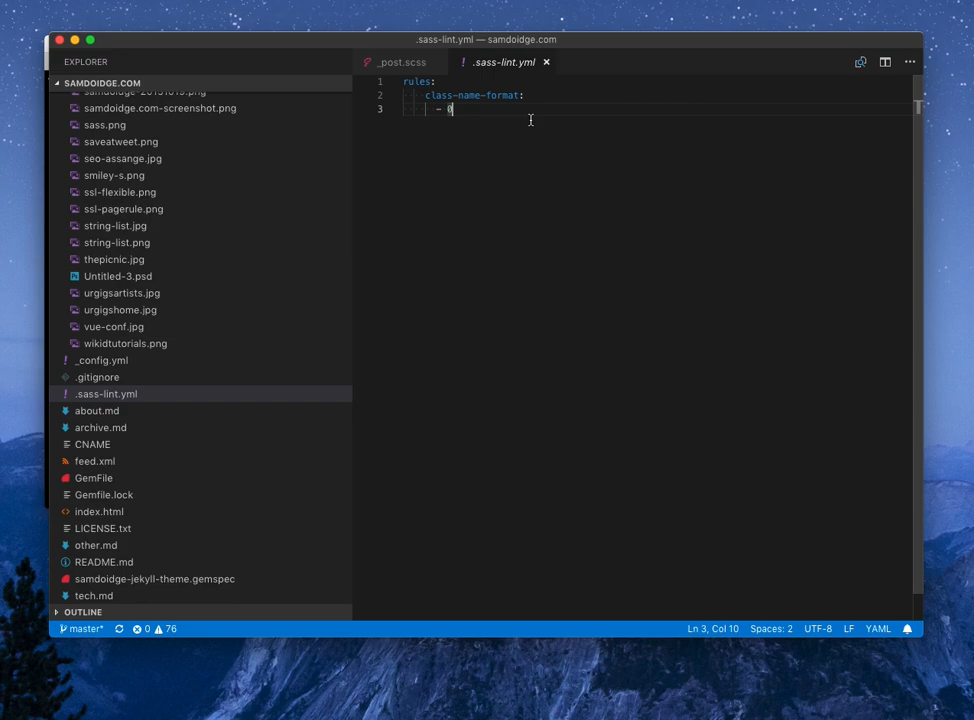 .sass-lint.yml — samdoidge.com
EXPLORER
_post.scss
! .sass-lint.yml ×
SAMDOIDGE.COM
samdoidge.com-screenshot.png
sass.png
saveatweet.png
seo-assange.jpg
smiley-s.png
ssl-flexible.png
ssl-pagerule.png
string-list.jpg
string-list.png
thepicnic.jpg
Ps Untitled-3.psd
urgigsartists.jpg
urgigshome.jpg
vue-conf.jpg
wikidtutorials.png
! _config.yml
.gitignore
! .sass-lint.yml
about.md
archive.md
CNAME
feed.xml
GemFile
Gemfile.lock
index.html
LICENSE.txt
other.md
README.md
samdoidge-jekyll-theme.gemspec
tech.md
OUTLINE
1 rules:
2 class-name-format:
3 - 0
master* 0 76
Ln 3, Col 10 Spaces: 2 UTF-8 LF YAML